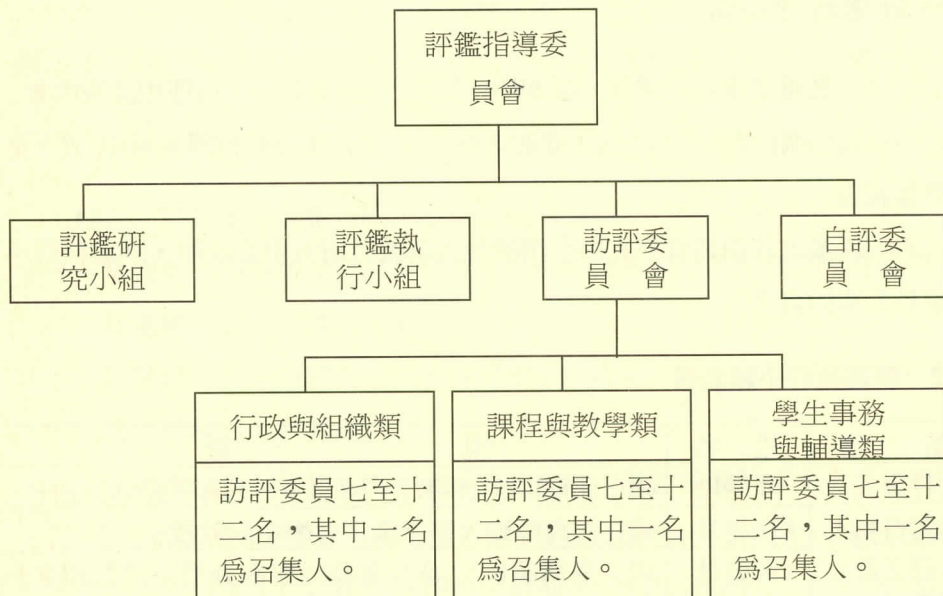 評鑑指導委
員會
評鑑研
究小組
評鑑執
行小組
訪評委
員　會
自評委
員　會
行政與組織類
訪評委員七至十
二名，其中一名
為召集人。
課程與教學類
訪評委員七至十
二名，其中一名
為召集人。
學生事務
與輔導類
訪評委員七至十
二名，其中一名
為召集人。